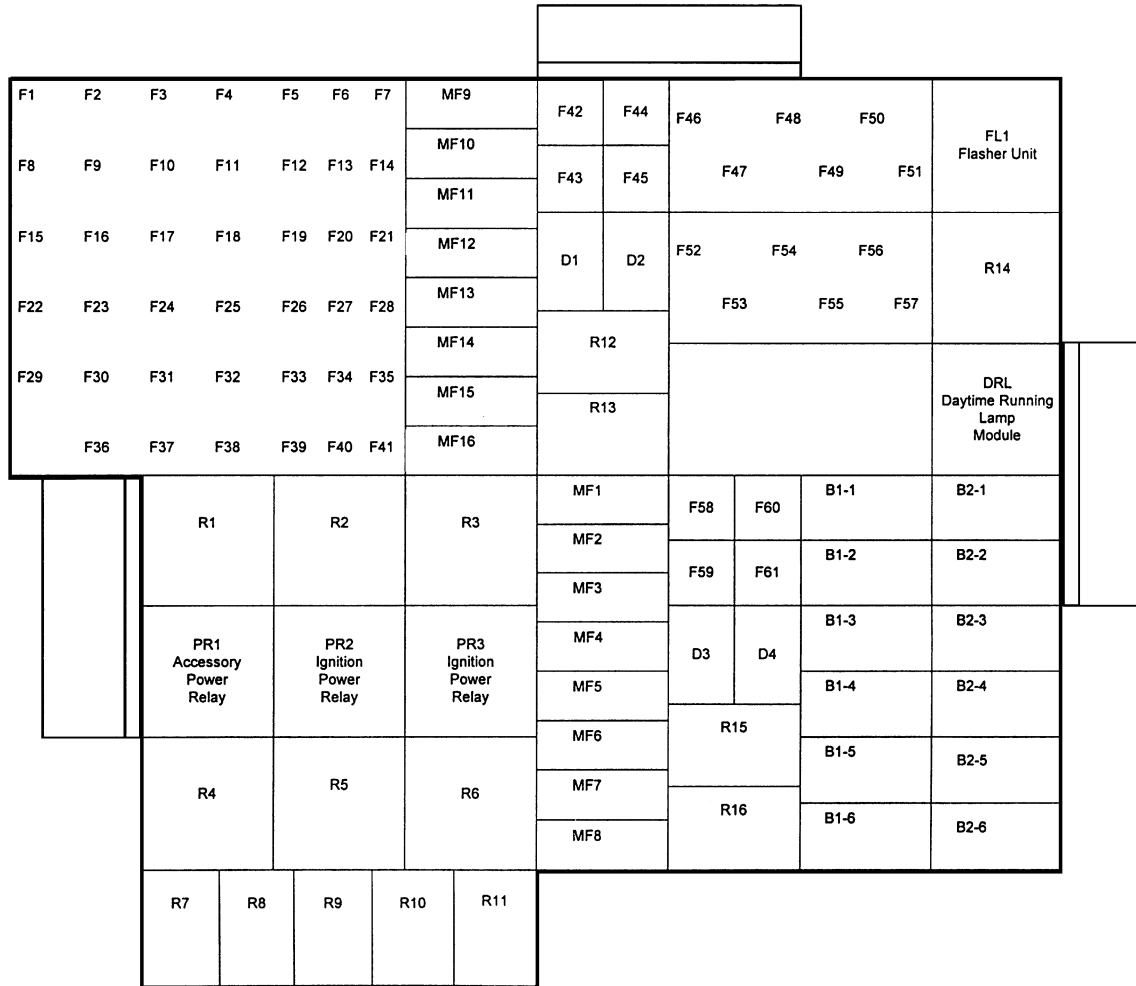 F1 F2 F3 F4 F5 F6 F7 MF9
F42 F44 F46 F48 F50
FL1
Flasher Unit
MF10
F8 F9 F10 F11 F12 F13 F14
F43 F45 F47 F49 F51
MF11
F15 F16 F17 F18 F19 F20 F21
MF12
D1 D2
F52 F54 F56
R14
F22 F23 F24 F25 F26 F27 F28
MF13
F53 F55 F57
MF14
R12
F29 F30 F31 F32 F33 F34 F35
MF15
R13
DRL
Daytime Running
Lamp
Module
F36 F37 F38 F39 F40 F41
MF16
R1 R2 R3
MF1
F58 F60
B1-1 B2-1
MF2
B1-2 B2-2
F59 F61
MF3
PR1
Accessory
Power
Relay
PR2
Ignition
Power
Relay
PR3
Ignition
Power
Relay
MF4
D3 D4
B1-3 B2-3
MF5
B1-4 B2-4
MF6
R15
R4 R5 R6
B1-5 B2-5
MF7
R16
B1-6 B2-6
MF8
R7 R8 R9 R10 R11